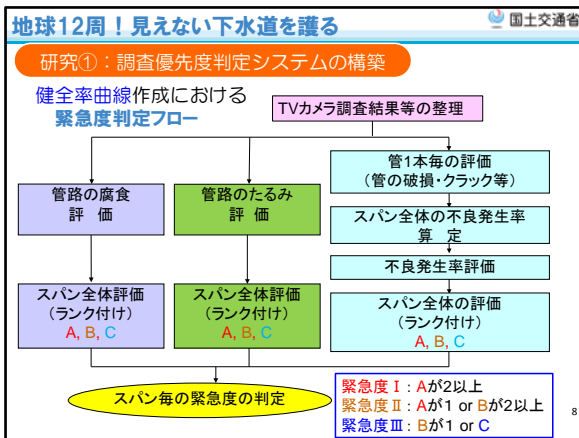 地球12周！見えない下水道を護る
国土交通省
研究①：調査優先度判定システムの構築
健全率曲線作成における
緊急度判定フロー
TVカメラ調査結果等の整理
管路の腐食
評　価
管路のたるみ
評　価
管1本毎の評価
(管の破損・クラック等)
スパン全体の不良発生率
算　定
不良発生率評価
スパン全体評価
(ランク付け)
A, B, C
スパン全体評価
(ランク付け)
A, B, C
スパン全体の評価
(ランク付け)
A, B, C
スパン毎の緊急度の判定
緊急度Ⅰ：Aが2以上
緊急度Ⅱ：Aが1 or Bが2以上
緊急度Ⅲ：Bが1 or C
8